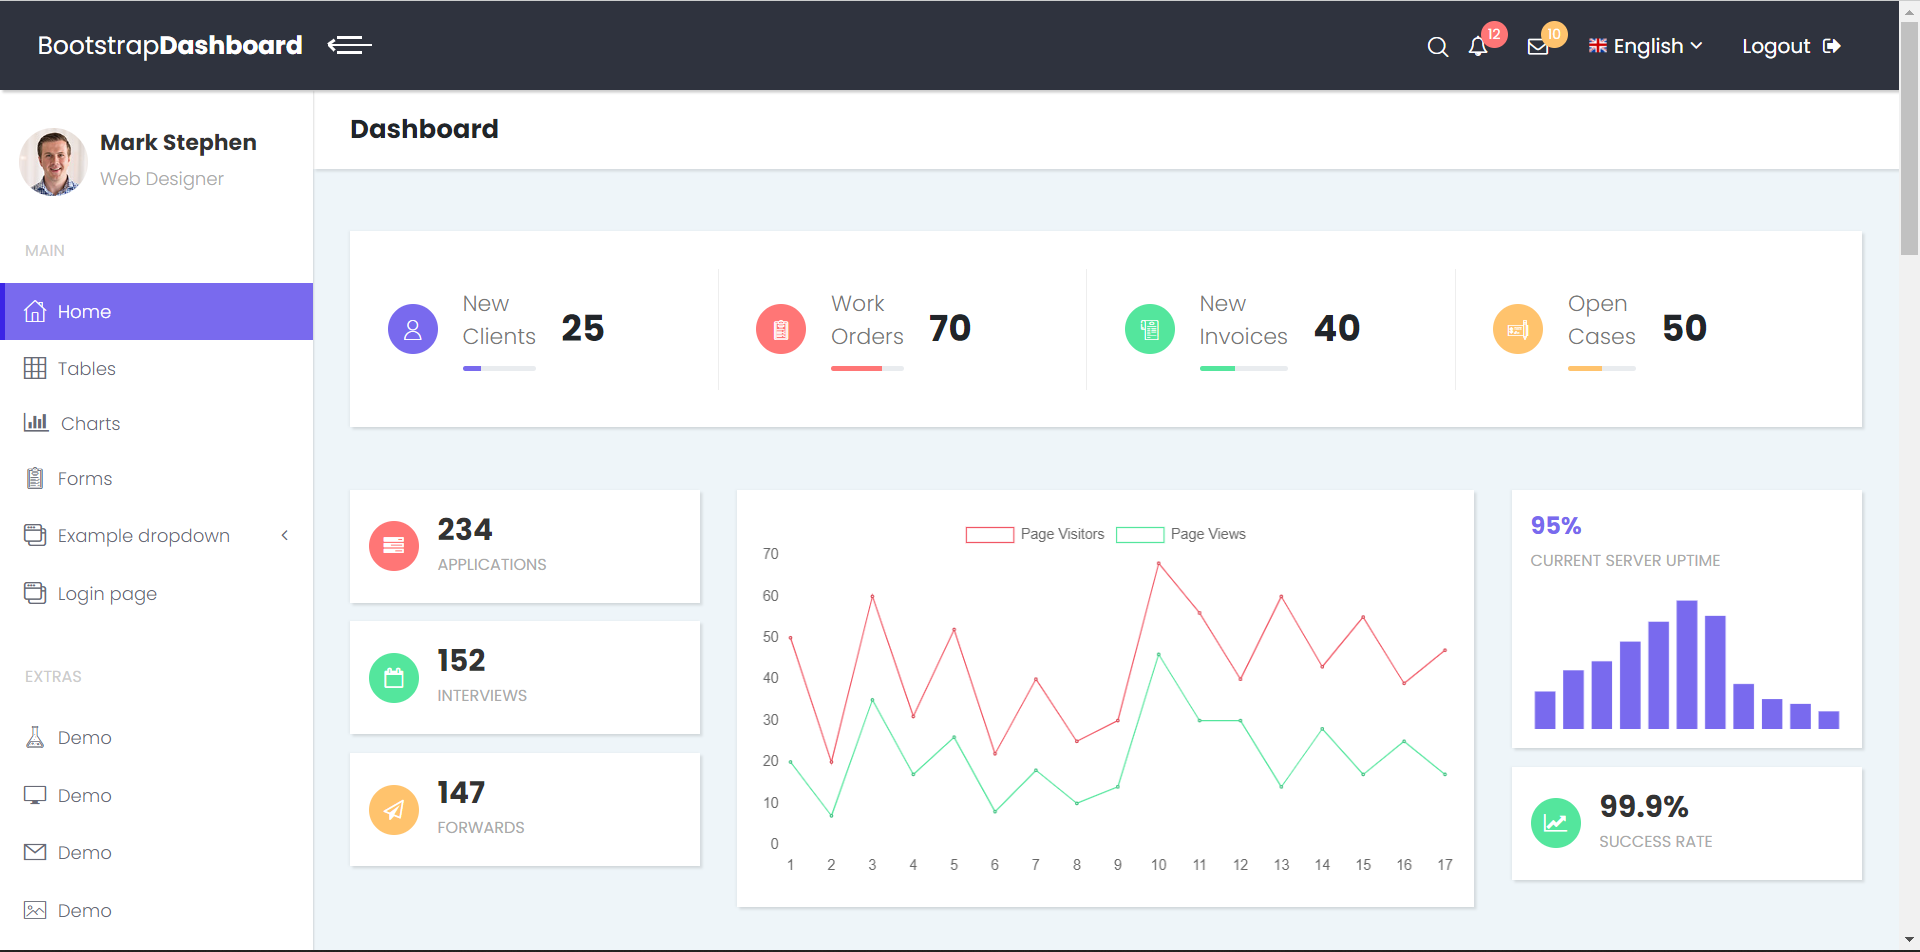 BootstrapDashboard
12
10
English
Logout
Mark Stephen
Web Designer
MAIN
Home
Tables
Charts
Forms
Example dropdown
Login page
EXTRAS
Demo
Demo
Demo
Demo
Dashboard
New
Clients
25
Work
Orders
70
New
Invoices
40
Open
Cases
50
234
APPLICATIONS
152
INTERVIEWS
147
FORWARDS
Page Visitors Page Views
70
60
50
40
30
20
10
0
1 2 3 4 5 6 7 8 9 10 11 12 13 14 15 16 17
95%
CURRENT SERVER UPTIME
99.9%
SUCCESS RATE